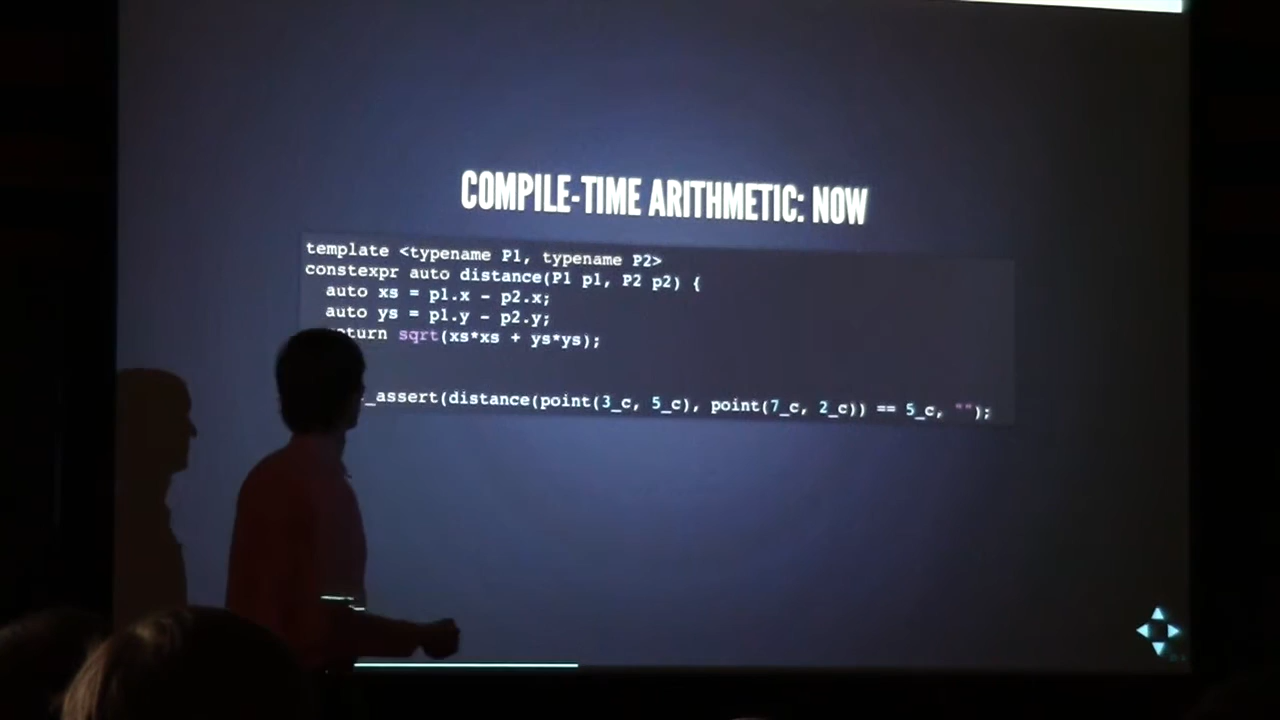 COMPILE-TIME ARITHMETIC: NOW
template <typename P1, typename P2>
constexpr auto distance(P1 p1, P2 p2) {
auto xs = p1.x - p2.x;
auto ys = p1.y - p2.y;
return sqrt(xs*xs + ys*ys);
_assert(distance(point(3_c, 5_c), point(7_c, 2_c)) == 5_c, "");